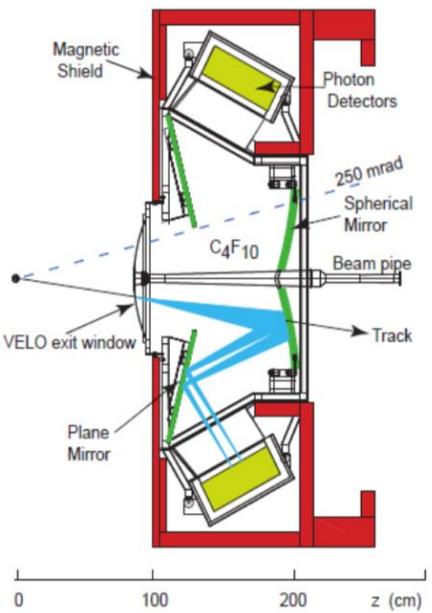 Magnetic
Shield
Photon
Detectors
250 mrad
Spherical
Mirror
C4F10
Beam pipe
VELO exit window
Track
Plane
Mirror
0 100 200 z (cm)